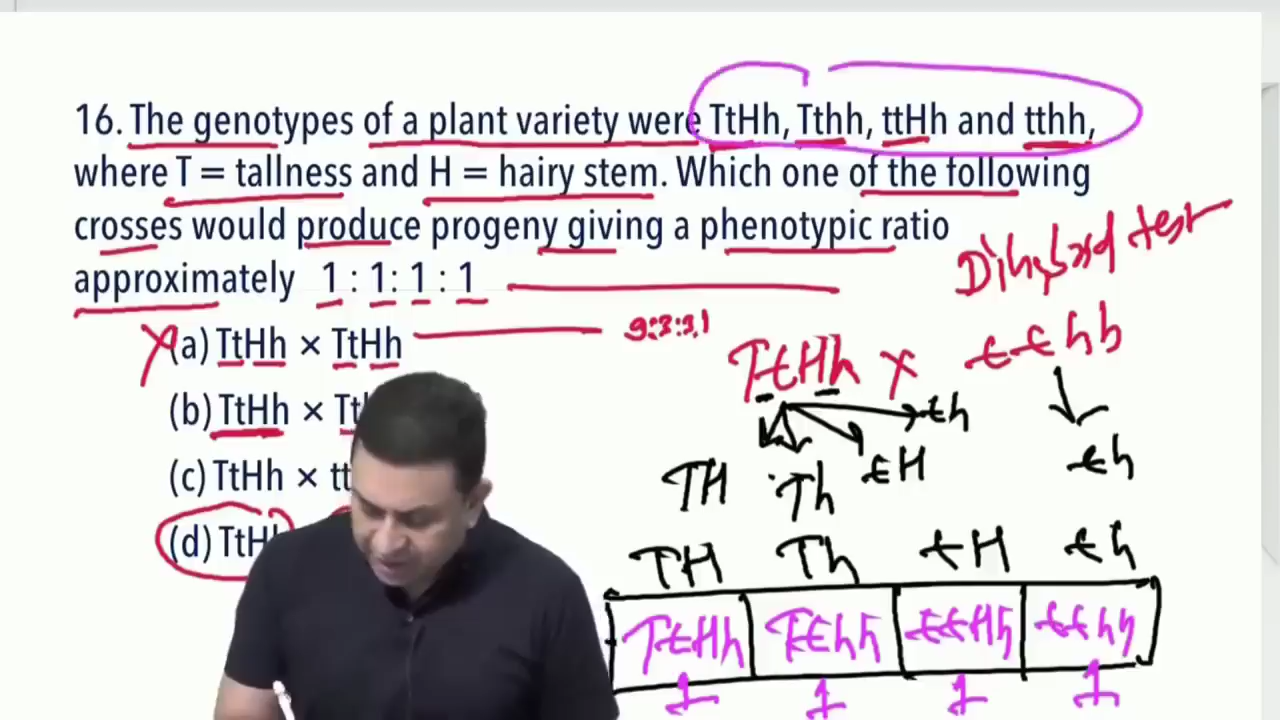 16. The genotypes of a plant variety were TtHh, Tthh, ttHh and tthh,
where T = tallness and H = hairy stem. Which one of the following
crosses would produce progeny giving a phenotypic ratio
approximately 1 : 1: 1 : 1
Dihybrid test
(a) TtHh × TtHh
9:3:3:1
(b) TtHh ×
(c) TtHh ×
(d)
TtHh × tthh
TH Th tH th
th
TH Th tH th
TtHh Tthh ttHh tthh
1 1 1 1